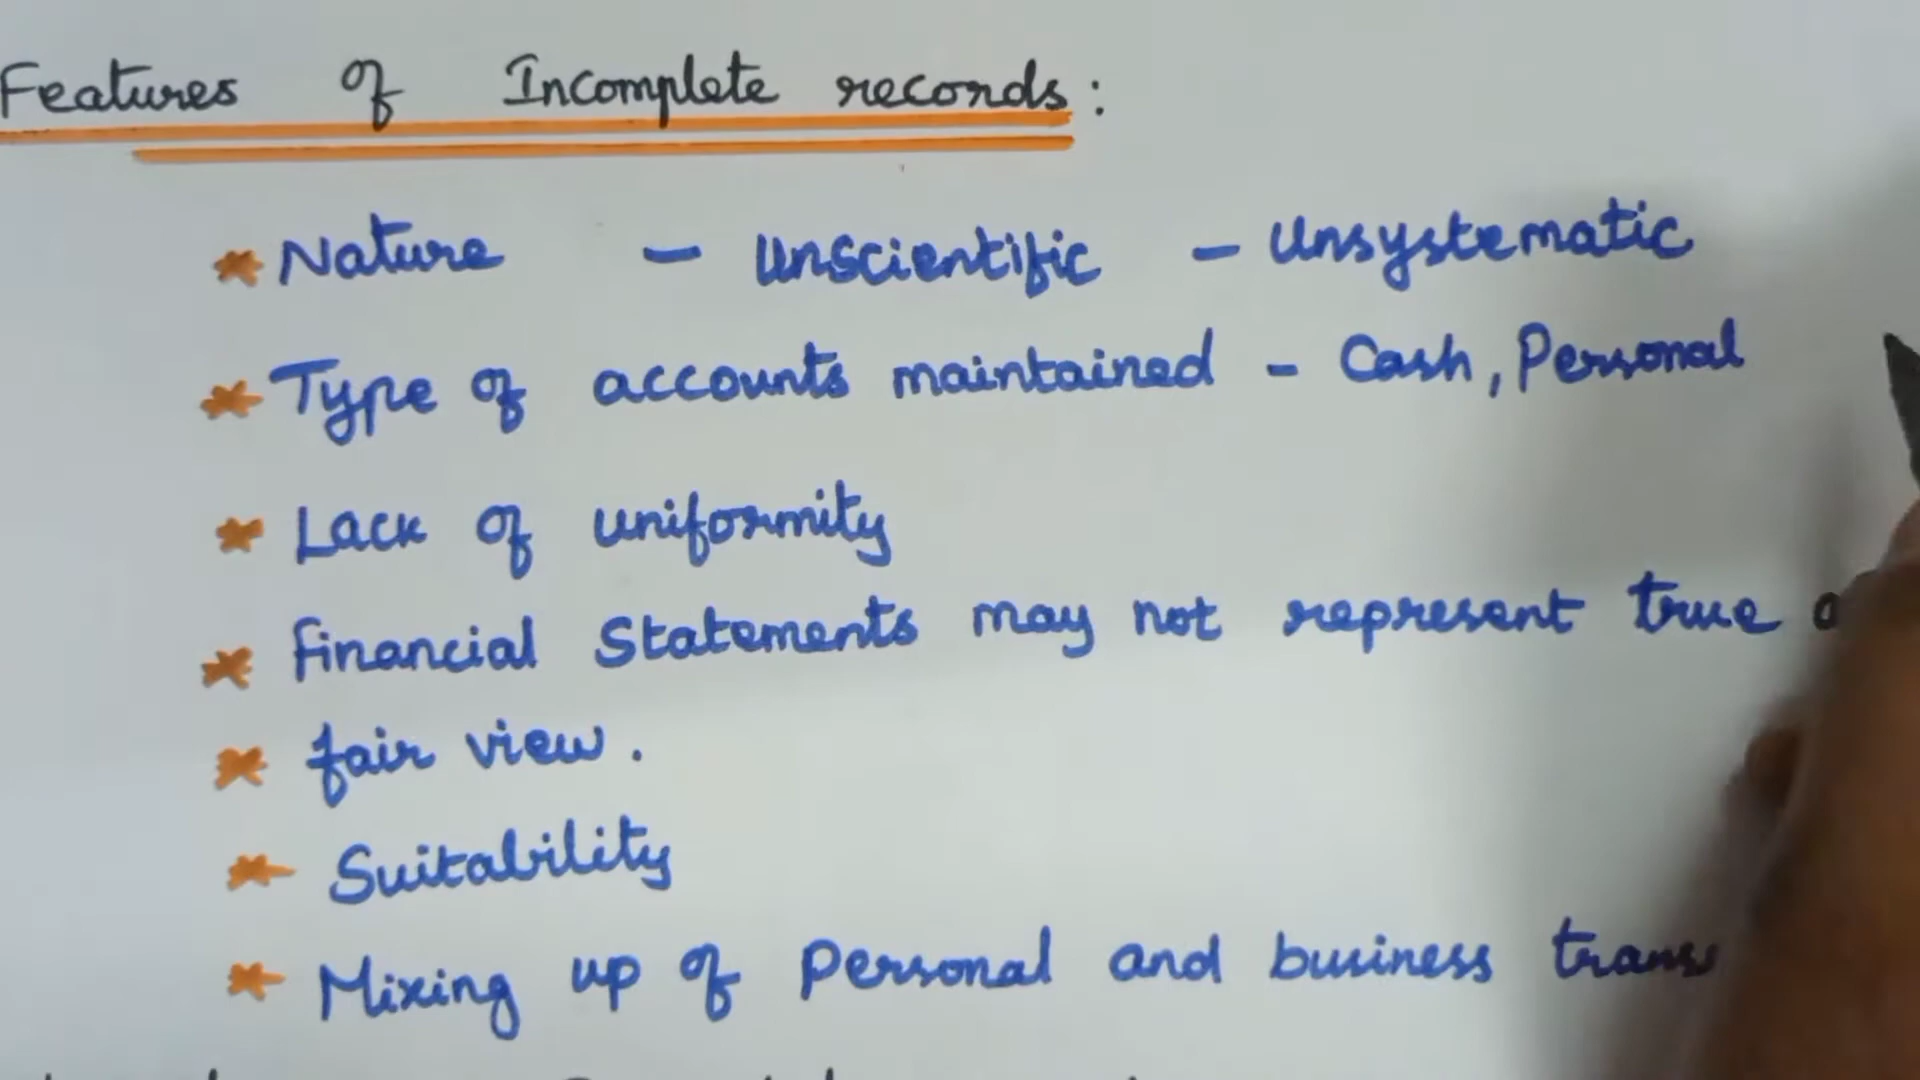 Features of Incomplete records:
* Nature - Unscientific - Unsystematic
* Type of accounts maintained - Cash, Personal
* Lack of uniformity
* Financial Statements may not represent true
* fair view.
* Suitability
* Mixing up of Personal and business trans